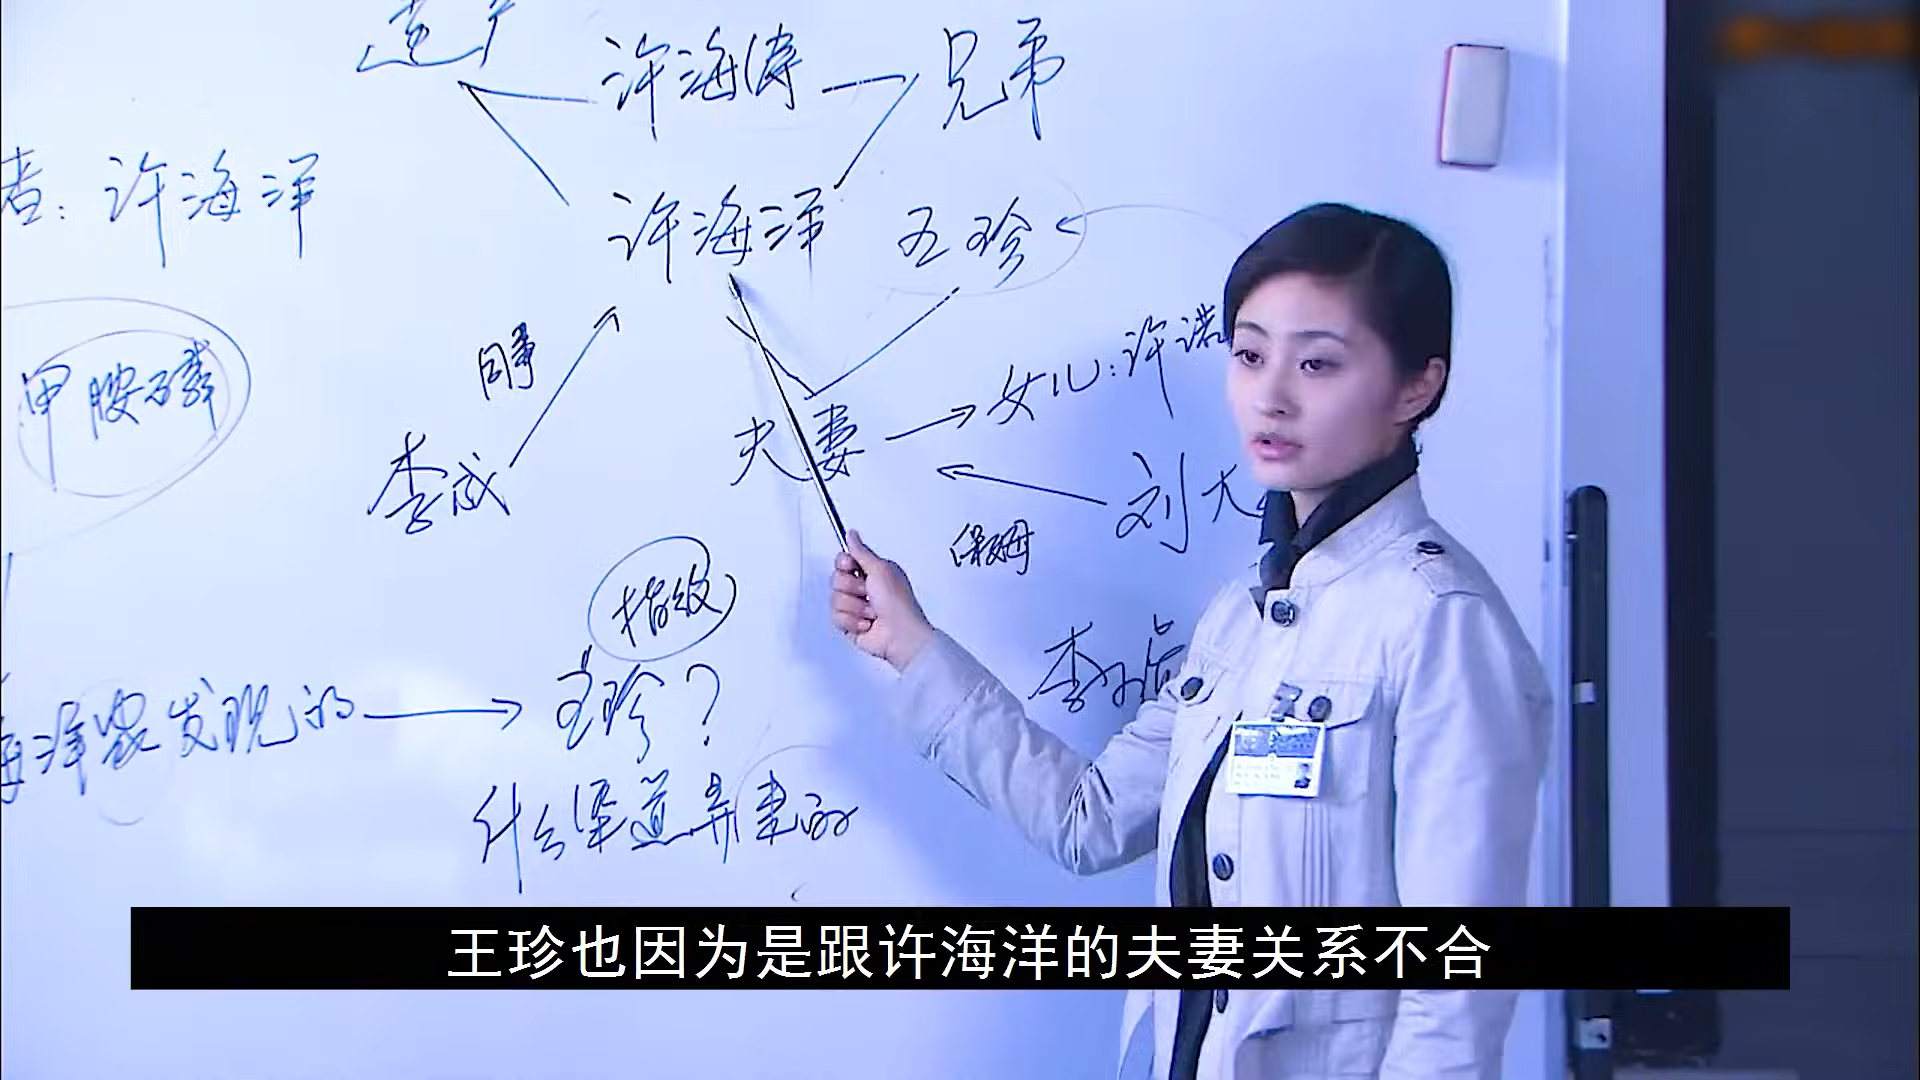 遗产
许海涛
兄弟
者：许海洋
许海洋
王珍
同事
甲胺磷
女儿：许诺
夫妻
李成
刘大
保姆
指纹
李
海洋家发现的
王珍？
什么渠道弄来的
王珍也因为是跟许海洋的夫妻关系不合